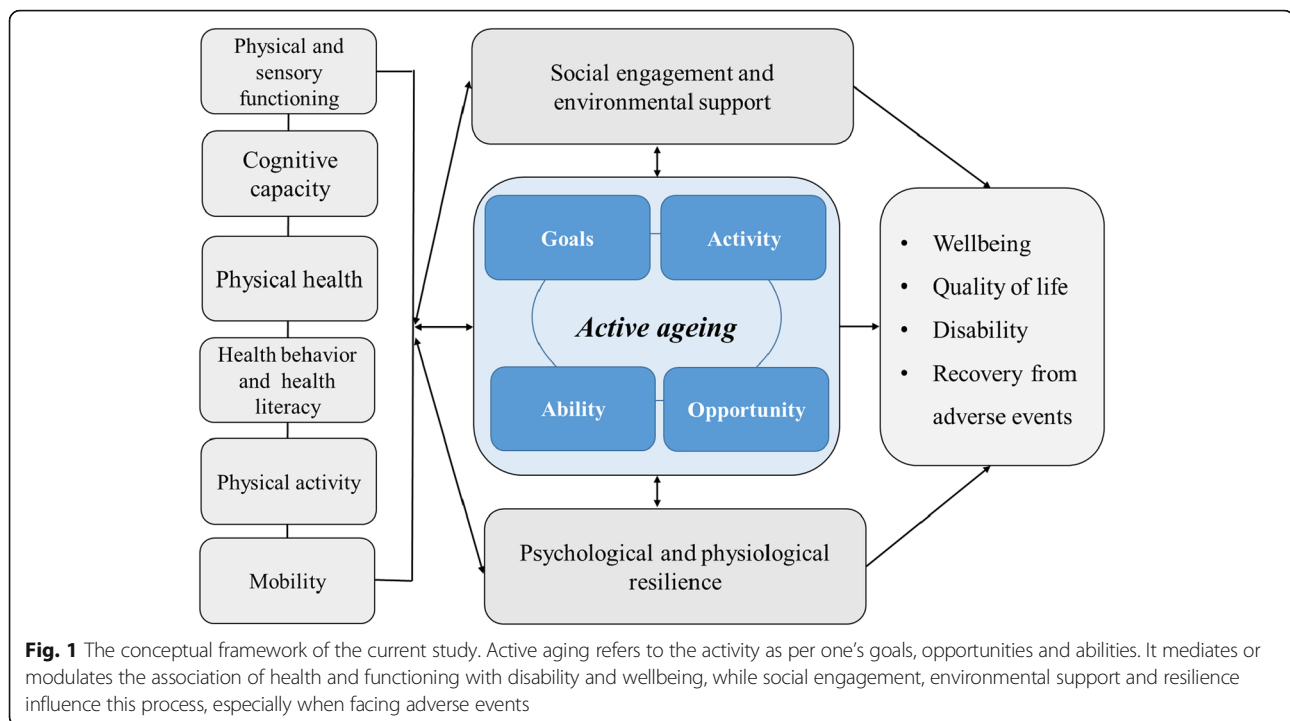 Physical and
sensory
functioning
Cognitive
capacity
Physical health
Health behavior
and health
literacy
Physical activity
Mobility
Social engagement and
environmental support
Goals
Activity
Active ageing
Ability
Opportunity
Psychological and physiological
resilience
• Wellbeing
• Quality of life
• Disability
• Recovery from
adverse events
Fig. 1 The conceptual framework of the current study. Active aging refers to the activity as per one's goals, opportunities and abilities. It mediates or
modulates the association of health and functioning with disability and wellbeing, while social engagement, environmental support and resilience
influence this process, especially when facing adverse events